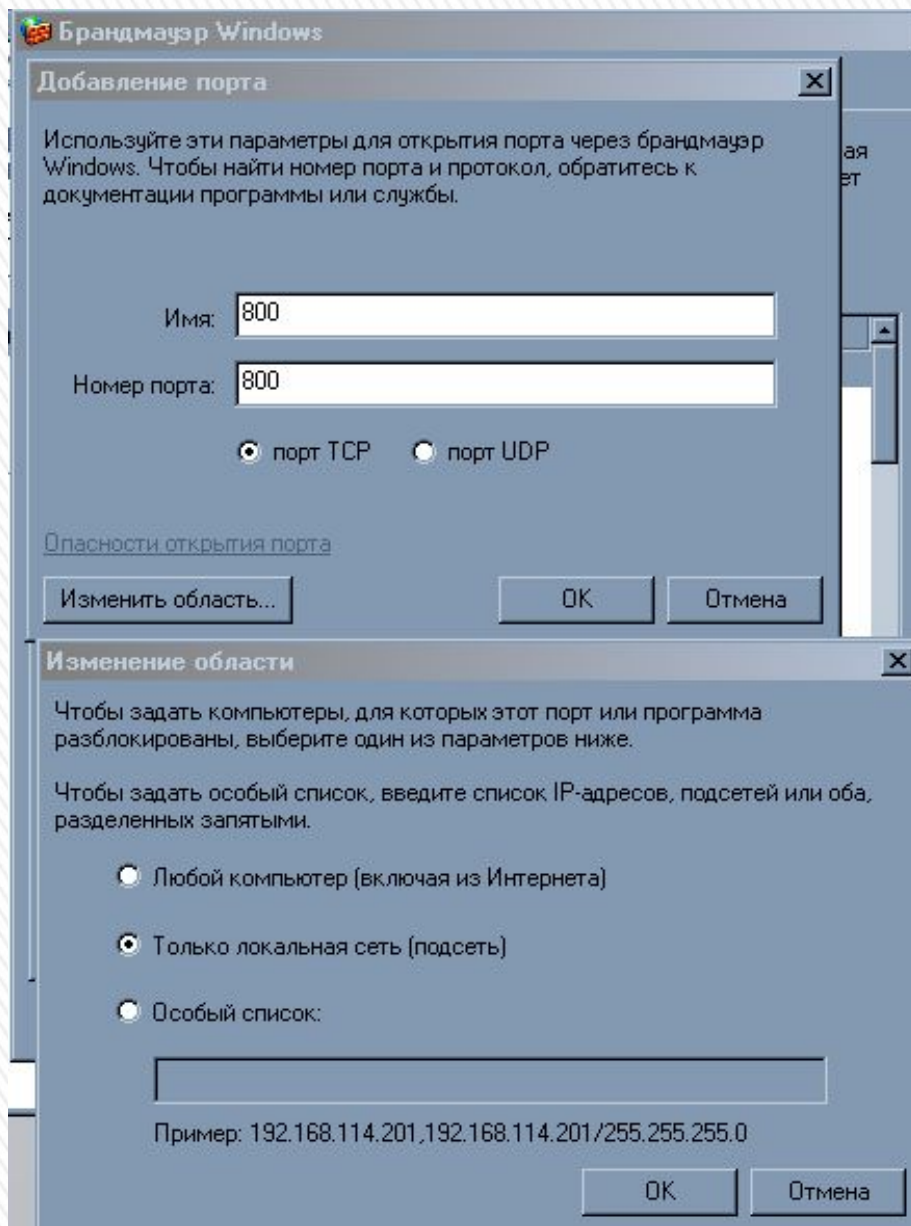 Брандмауэр Windows
Добавление порта
Используйте эти параметры для открытия порта через брандмауэр
Windows. Чтобы найти номер порта и протокол, обратитесь к
документации программы или службы.
ая
ет
Имя: 800
Номер порта: 800
порт TCP порт UDP
Опасности открытия порта
Изменить область... OK Отмена
Изменение области
Чтобы задать компьютеры, для которых этот порт или программа
разблокированы, выберите один из параметров ниже.
Чтобы задать особый список, введите список IP-адресов, подсетей или оба,
разделенных запятыми.
Любой компьютер (включая из Интернета)
Только локальная сеть (подсеть)
Особый список:
Пример: 192.168.114.201,192.168.114.201/255.255.255.0
OK Отмена